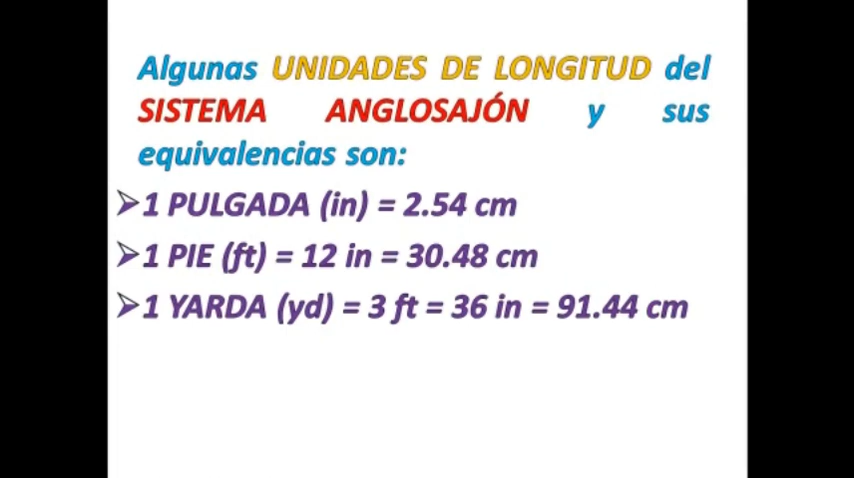 Algunas UNIDADES DE LONGITUD del
SISTEMA ANGLOSAJÓN y sus
equivalencias son:
➢1 PULGADA (in) = 2.54 cm
➢1 PIE (ft) = 12 in = 30.48 cm
➢1 YARDA (yd) = 3 ft = 36 in = 91.44 cm